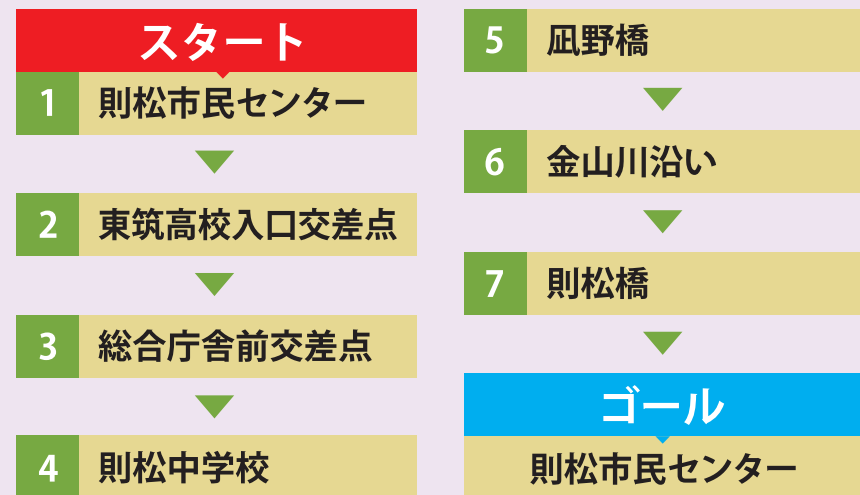 スタート
1 則松市民センター
2 東筑高校入口交差点
3 総合庁舎前交差点
4 則松中学校
5 凪野橋
6 金山川沿い
7 則松橋
ゴール
則松市民センター